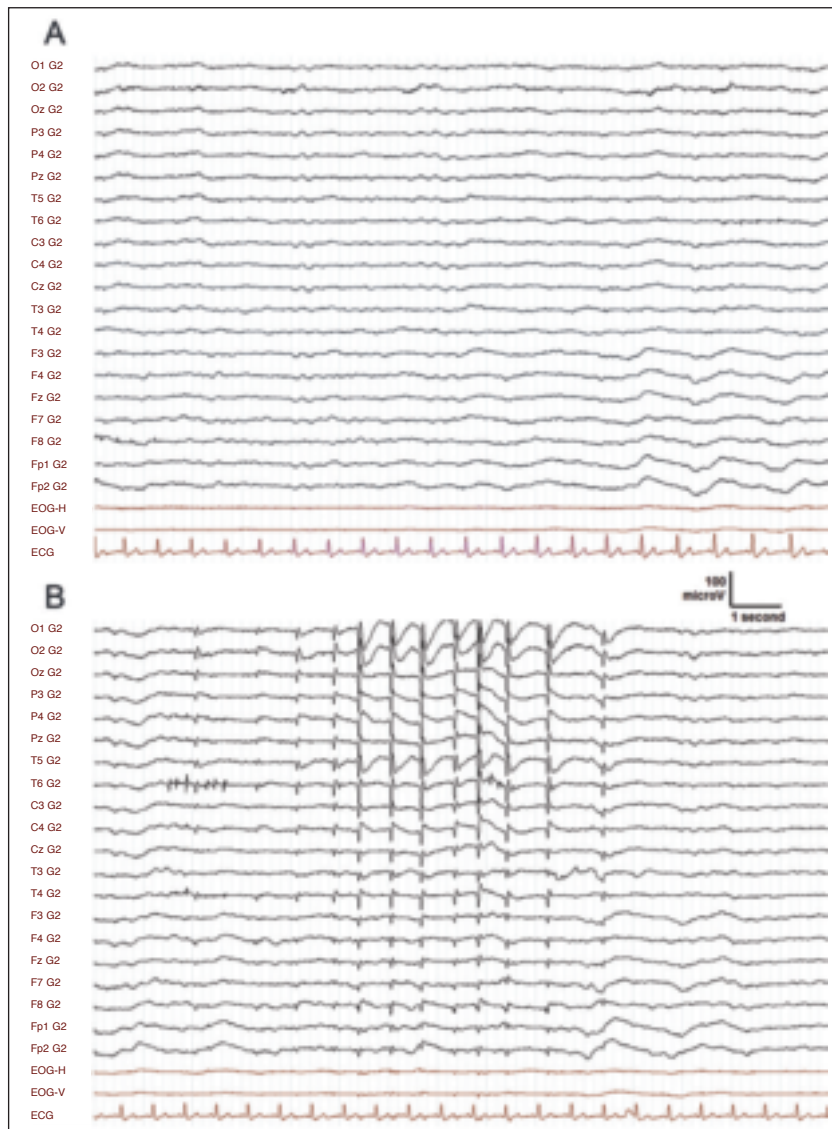 A
O1 G2
O2 G2
Oz G2
P3 G2
P4 G2
Pz G2
T5 G2
T6 G2
C3 G2
C4 G2
Cz G2
T3 G2
T4 G2
F3 G2
F4 G2
Fz G2
F7 G2
F8 G2
Fp1 G2
Fp2 G2
EOG-H
EOG-V
ECG
B
100
microV
1 second
O1 G2
O2 G2
Oz G2
P3 G2
P4 G2
Pz G2
T5 G2
T6 G2
C3 G2
C4 G2
Cz G2
T3 G2
T4 G2
F3 G2
F4 G2
Fz G2
F7 G2
F8 G2
Fp1 G2
Fp2 G2
EOG-H
EOG-V
ECG